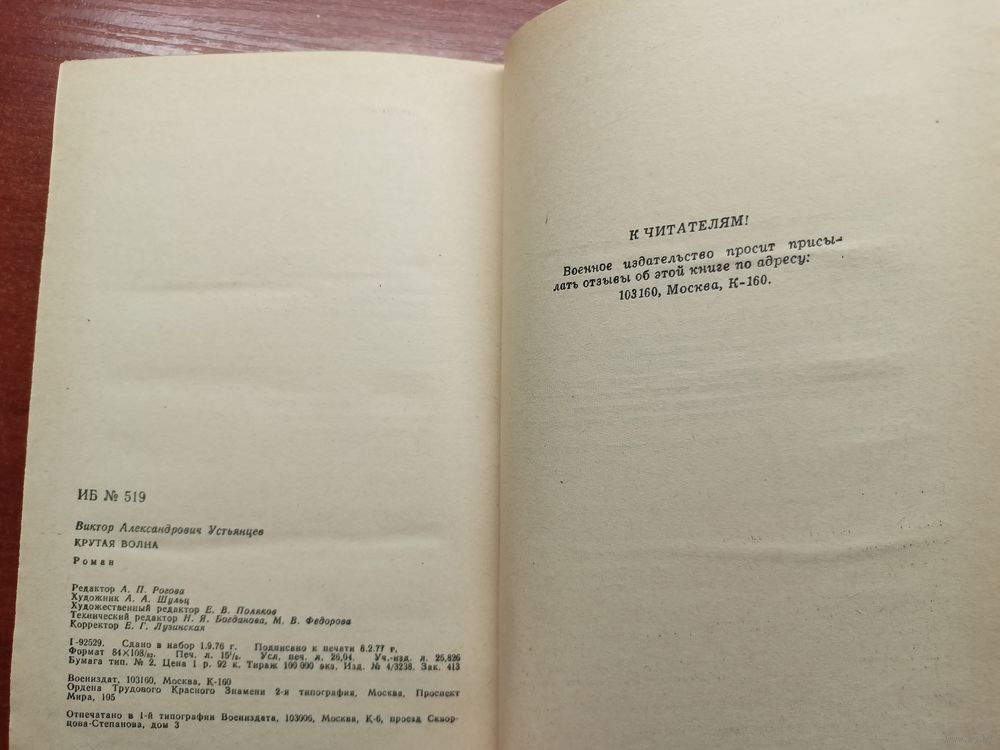 ИБ № 519
Виктор Александрович Устьянцев
КРУТАЯ ВОЛНА
Роман
Редактор А. П. Рогова
Художник А. А. Шульц
Художественный редактор Е. В. Поляков
Технический редактор Н. Я. Богданова, М. В. Федорова
Корректор Е. Г. Лузинская
Г-92529. Сдано в набор 1.9.76 г. Подписано к печати 8.2.77 г.
Формат 84×108/32. Печ. л. 15½. Усл. печ. л. 26,04. Уч.-изд. л. 25,826
Бумага тип. № 2. Цена 1 р. 92 к. Тираж 100 000 экз. Изд. № 4/3238. Зак. 413
Воениздат, 103160, Москва, К-160
Ордена Трудового Красного Знамени 2-я типография, Москва, Проспект
Мира, 105
Отпечатано в 1-й типографии Воениздата, 103006, Москва, К-6, проезд Сквор-
цова-Степанова, дом 3
К ЧИТАТЕЛЯМ!
Военное издательство просит присы-
лать отзывы об этой книге по адресу:
103160, Москва, К-160.